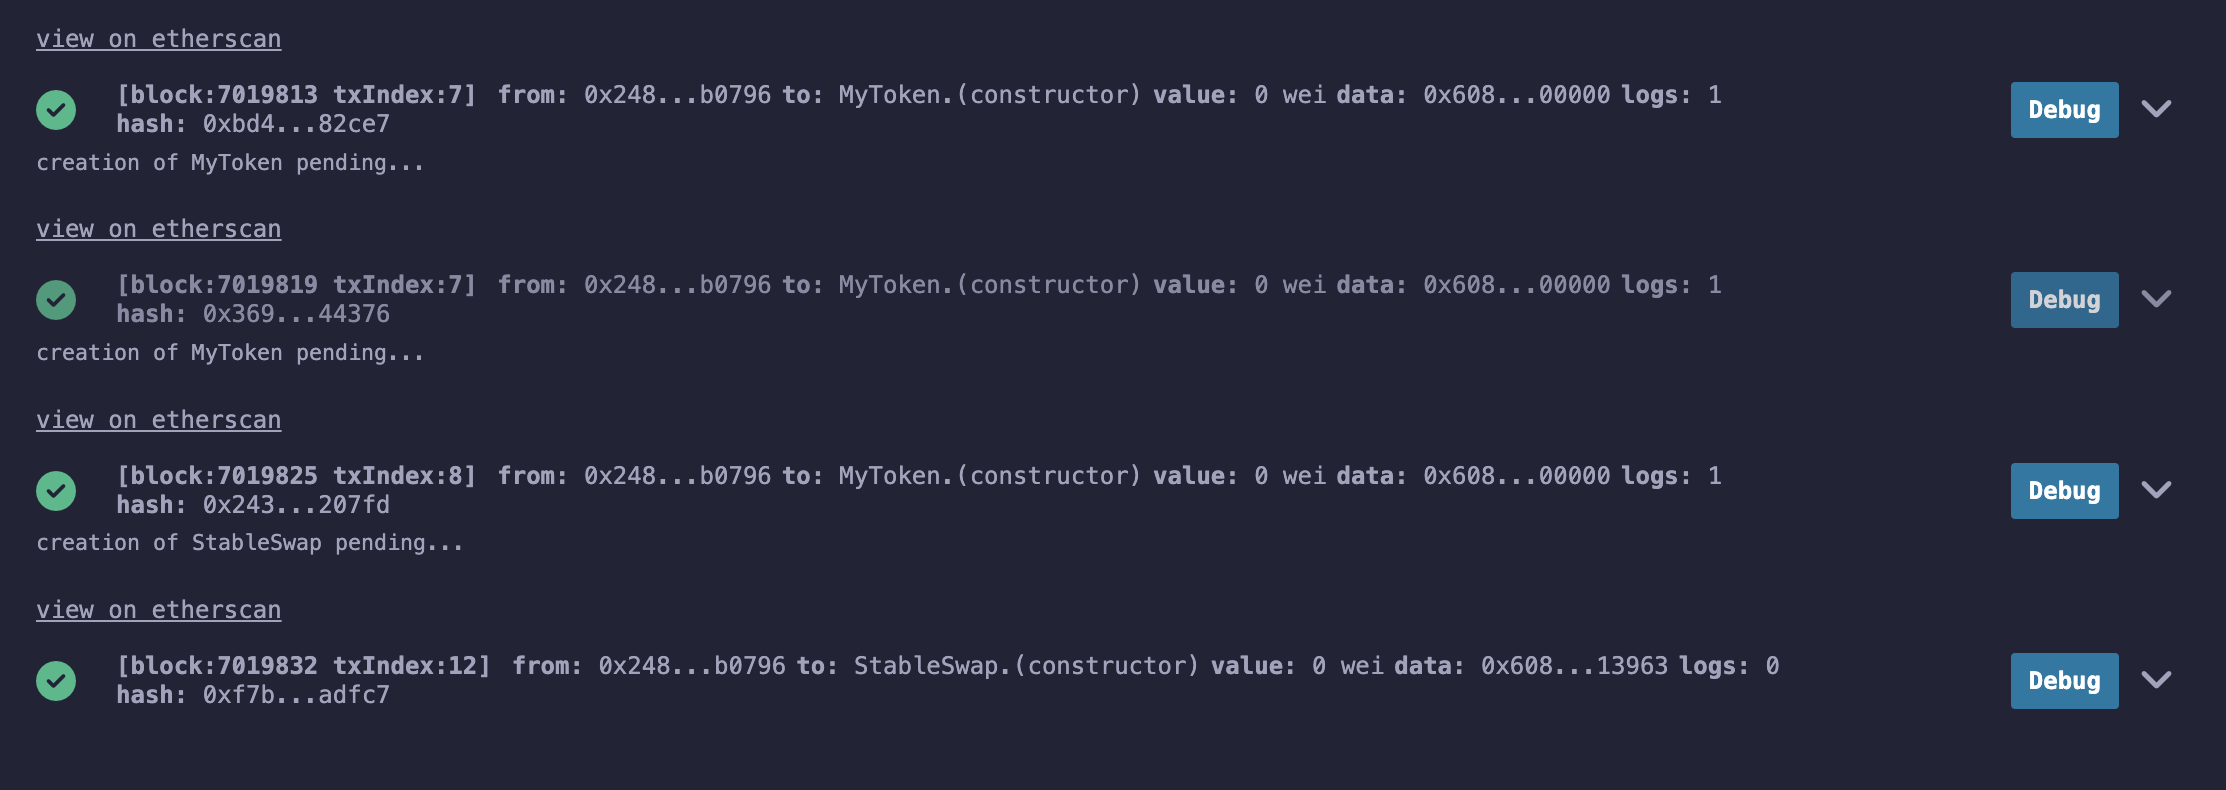 view on etherscan
[block:7019813 txIndex:7] from: 0x248...b0796 to: MyToken.(constructor) value: 0 wei data: 0x608...00000 logs: 1
hash: 0xbd4...82ce7
Debug
creation of MyToken pending...
view on etherscan
[block:7019819 txIndex:7] from: 0x248...b0796 to: MyToken.(constructor) value: 0 wei data: 0x608...00000 logs: 1
hash: 0x369...44376
Debug
creation of MyToken pending...
view on etherscan
[block:7019825 txIndex:8] from: 0x248...b0796 to: MyToken.(constructor) value: 0 wei data: 0x608...00000 logs: 1
hash: 0x243...207fd
Debug
creation of StableSwap pending...
view on etherscan
[block:7019832 txIndex:12] from: 0x248...b0796 to: StableSwap.(constructor) value: 0 wei data: 0x608...13963 logs: 0
hash: 0xf7b...adfc7
Debug